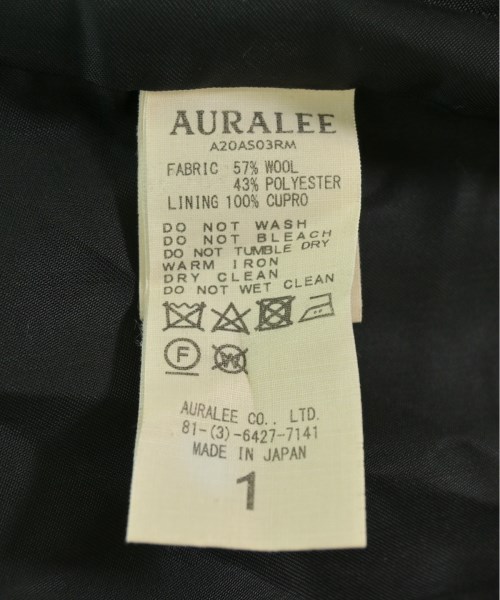 AURALEE
A20AS03RM
FABRIC 57% WOOL
43% POLYESTER
LINING 100% CUPRO
DO NOT WASH
DO NOT BLEACH
DO NOT TUMBLE DRY
WARM IRON
DRY CLEAN
DO NOT WET CLEAN
F W
AURALEE CO., LTD.
81-(3)-6427-7141
MADE IN JAPAN
1